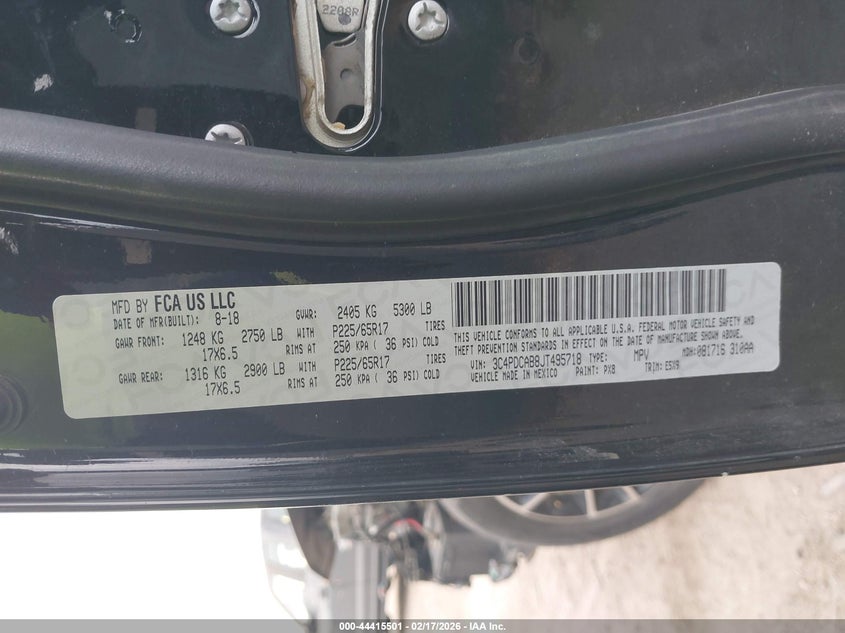 2208R
MFD BY FCA US LLC
DATE OF MFR(BUILT): 8-18 GVWR: 2405 KG 5300 LB
GAWR FRONT: 1248 KG 2750 LB WITH P225/65R17 TIRES
17X6.5 RIMS AT 250 KPA ( 36 PSI) COLD
GAWR REAR: 1316 KG 2900 LB WITH P225/65R17 TIRES
17X6.5 RIMS AT 250 KPA ( 36 PSI) COLD
THIS VEHICLE CONFORMS TO ALL APPLICABLE U.S.A. FEDERAL MOTOR VEHICLE SAFETY,
THEFT PREVENTION AND BUMPER STANDARDS IN EFFECT ON THE DATE OF MANUFACTURE SHOWN ABOVE.
VIN: 3C4PDCAB8JT495718 TYPE: MPV MDH: 081716 310AA
VEHICLE MADE IN MEXICO PAINT: PX8 TRIM: E5X9
000-44415501 - 02/17/2026 - IAA Inc.